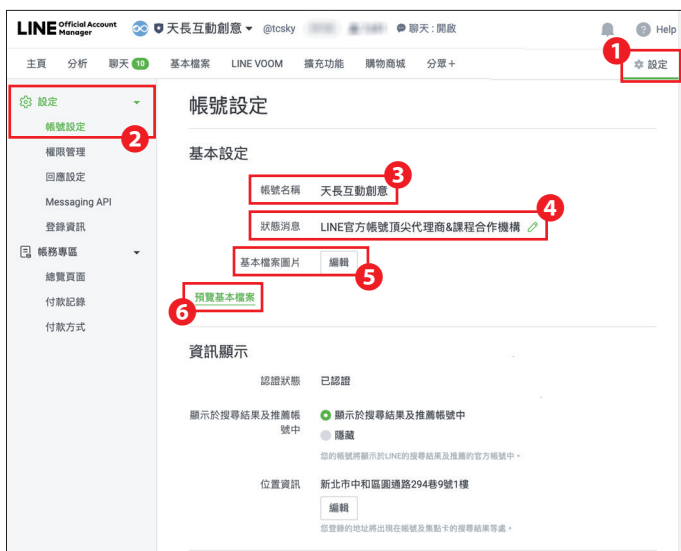 LINE Official Account Manager 天長互動創意 @tcsky 聊天：開啟 Help
1
主頁 分析 聊天 10 基本檔案 LINE VOOM 擴充功能 購物商城 分眾+ 設定
設定
帳號設定
2
權限管理
回應設定
Messaging API
登錄資訊
帳務專區
總覽頁面
付款記錄
付款方式
帳號設定
基本設定
3
帳號名稱 天長互動創意
4
狀態消息 LINE官方帳號頂尖代理商&課程合作機構
基本檔案圖片 編輯
5
6
預覽基本檔案
資訊顯示
認證狀態 已認證
顯示於搜尋結果及推薦帳號中 顯示於搜尋結果及推薦帳號中
隱藏
您的帳號將顯示於LINE的搜尋結果及推薦的官方帳號中。
位置資訊 新北市中和區圓通路294巷9號1樓
編輯
您登錄的地址將出現在帳號及集點卡的搜尋結果等處。